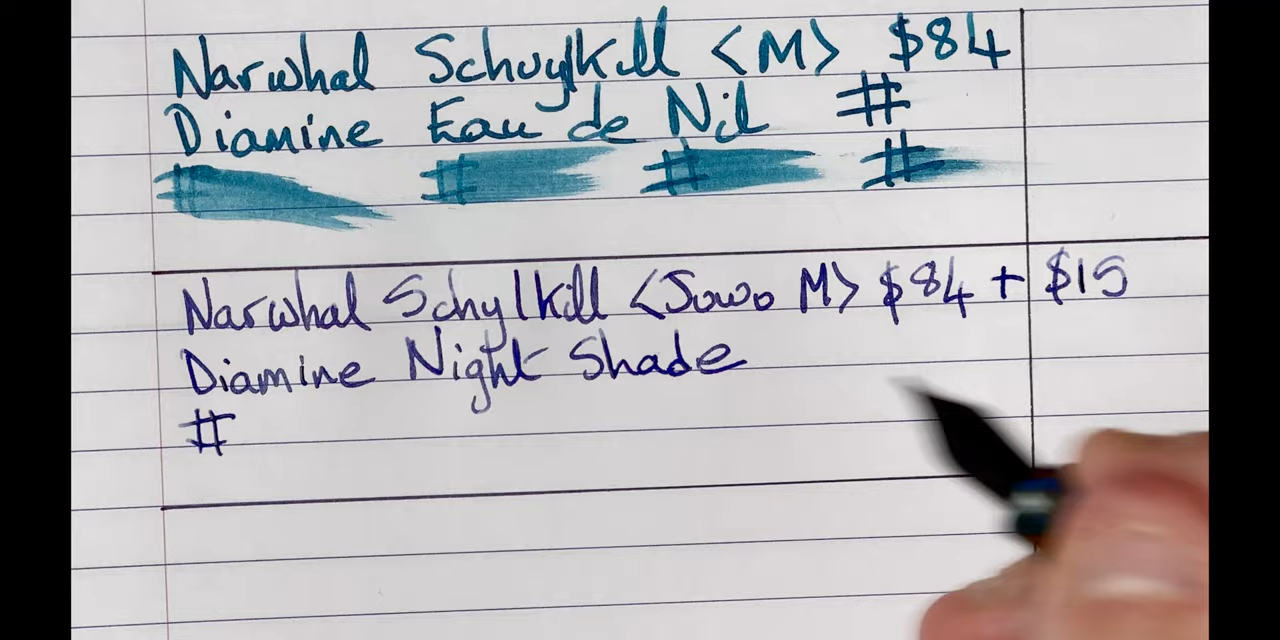 Narwhal Schuylkill <M> $84
Diamine Eau de Nil #
# # # #
Narwhal Schylkill <Jowo M> $84 + $15
Diamine Night Shade
#